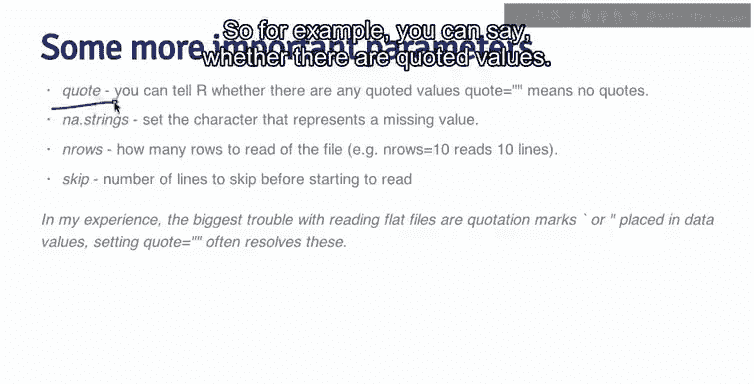 So for example, you can say,
Some more important parameters
whether there are quoted values.
· quote - you can tell R whether there are any quoted values quote="" means no quotes.
· na.strings - set the character that represents a missing value.
· nrows - how many rows to read of the file (e.g. nrows=10 reads 10 lines).
· skip - number of lines to skip before starting to read
In my experience, the biggest trouble with reading flat files are quotation marks ` or " placed in data
values, setting quote="" often resolves these.